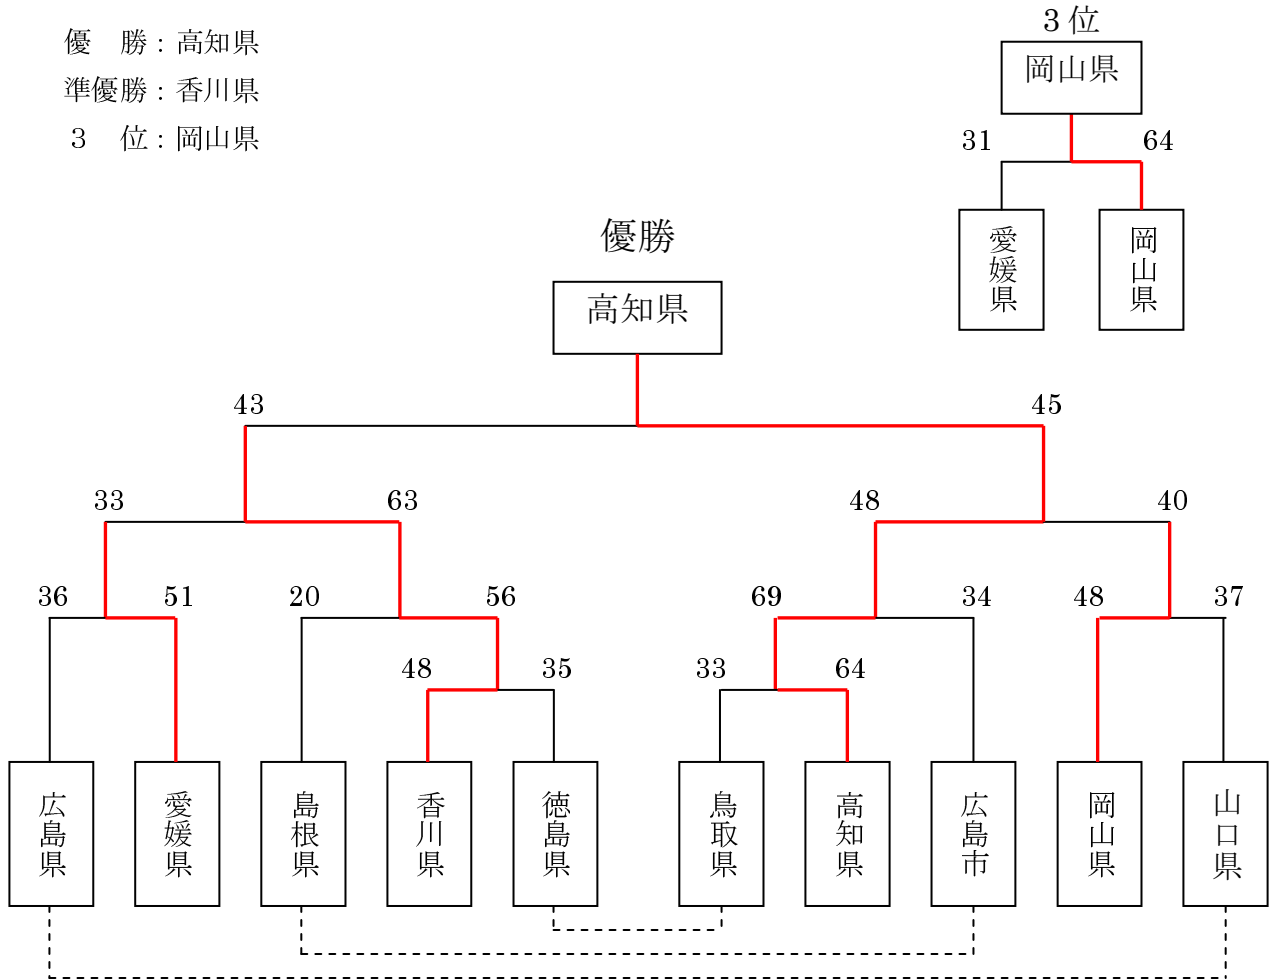 優　勝：高知県
準優勝：香川県
３　位：岡山県
３位
岡山県
31 64
愛媛県 岡山県
優勝
高知県
43 45
33 63 48 40
36 51 20 56 69 34 48 37
48 35 33 64
広島県 愛媛県 島根県 香川県 徳島県 鳥取県 高知県 広島市 岡山県 山口県